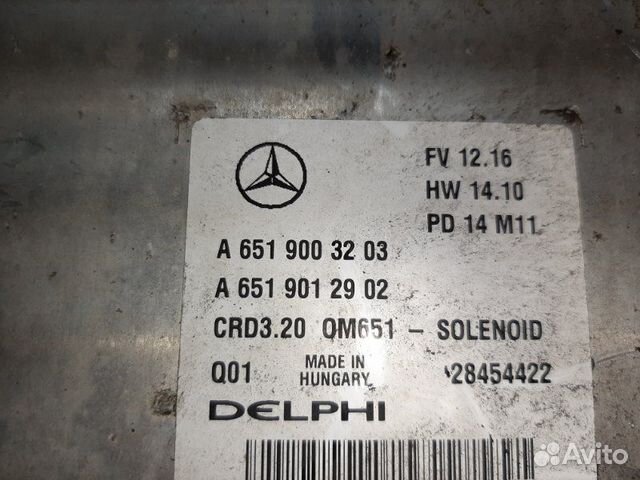 FV 12.16
HW 14.10
PD 14 M11
A 651 900 32 03
A 651 901 29 02
CRD3.20 OM651 - SOLENOID
Q01 MADE IN HUNGARY 28454422
DELPHI
Avito